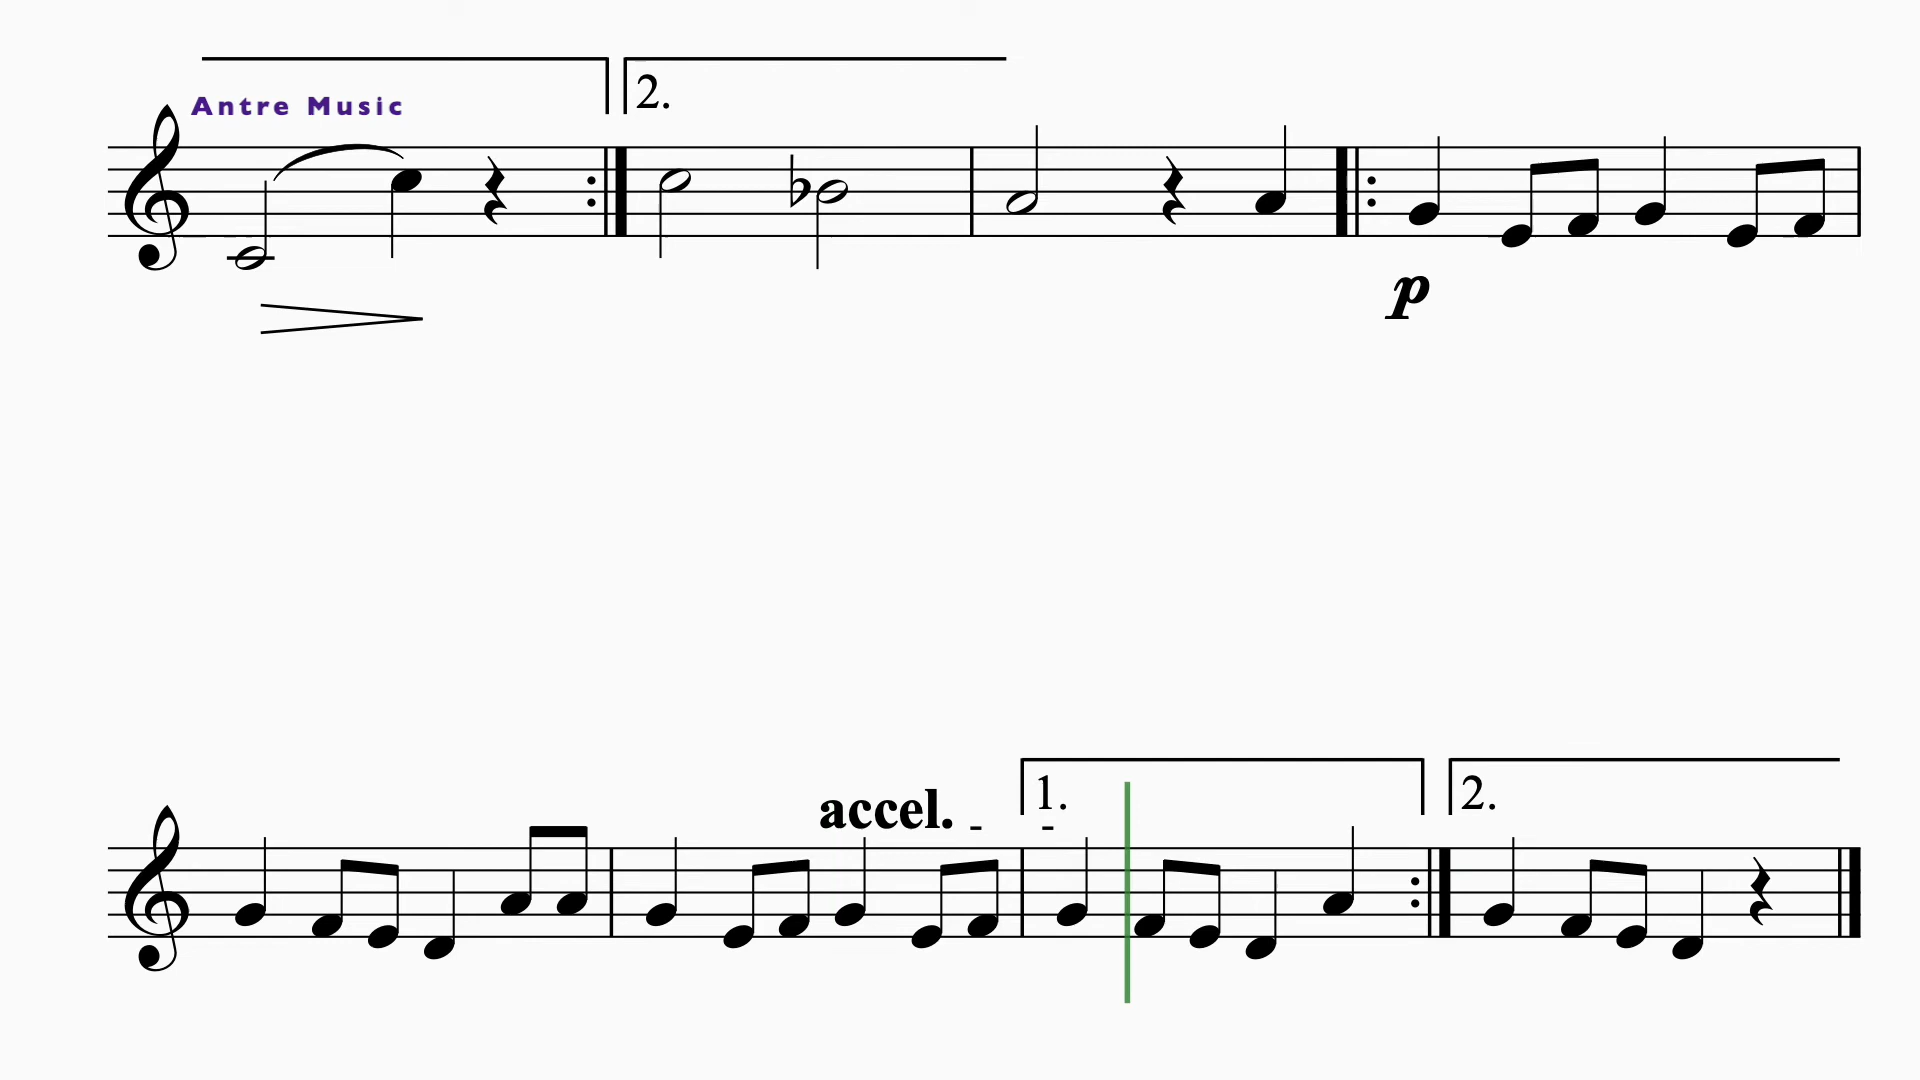 2.
Antre Music
p
accel. - -
1.
2.